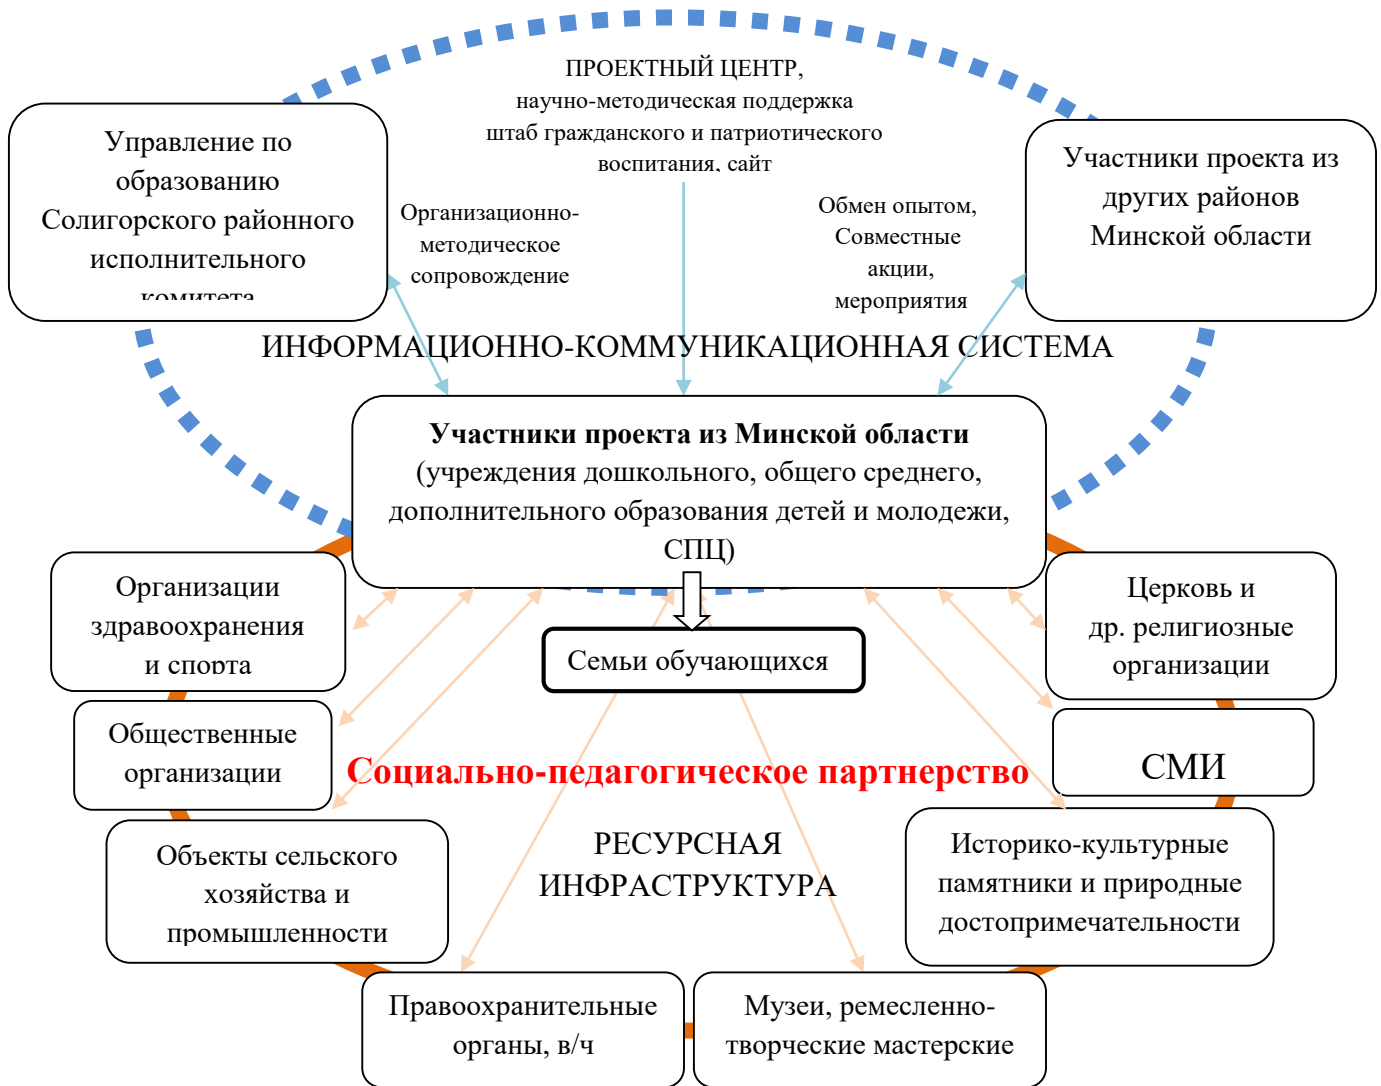 ПРОЕКТНЫЙ ЦЕНТР,
научно-методическая поддержка
штаб гражданского и патриотического
воспитания, сайт
Управление по
образованию
Солигорского районного
исполнительного
комитета
Участники проекта из
других районов
Минской области
Организационно-
методическое
сопровождение
Обмен опытом,
Совместные
акции,
мероприятия
ИНФОРМАЦИОННО-КОММУНИКАЦИОННАЯ СИСТЕМА
Участники проекта из Минской области
(учреждения дошкольного, общего среднего,
дополнительного образования детей и молодежи,
СПЦ)
Организации
здравоохранения
и спорта
Семьи обучающихся
Церковь и
др. религиозные
организации
Общественные
организации
Социально-педагогическое партнерство
СМИ
Объекты сельского
хозяйства и
промышленности
РЕСУРСНАЯ
ИНФРАСТРУКТУРА
Историко-культурные
памятники и природные
достопримечательности
Правоохранительные
органы, в/ч
Музеи, ремесленно-
творческие мастерские